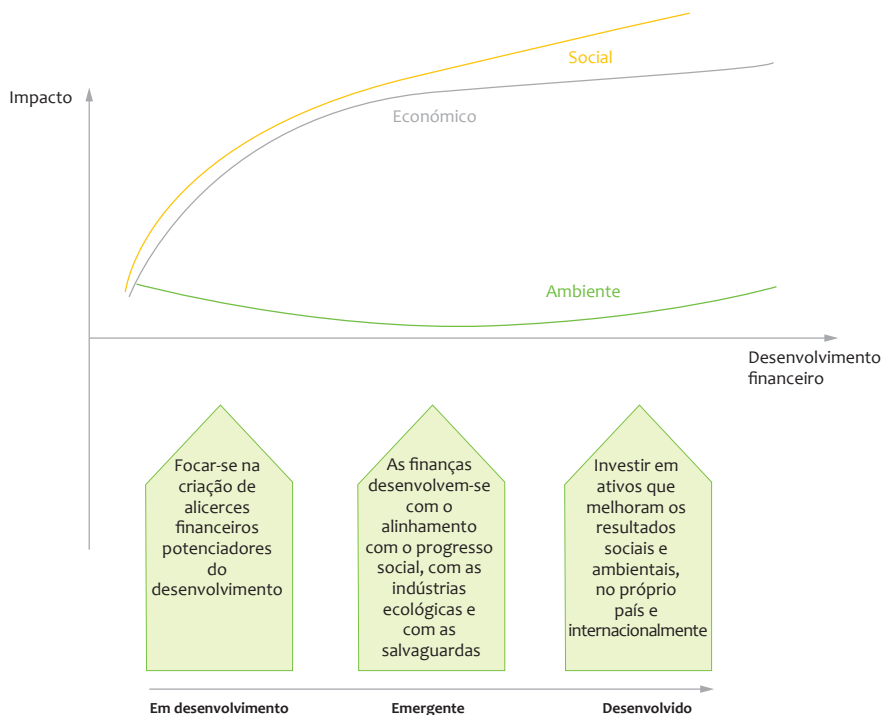 Social
Impacto
Económico
Ambiente
Desenvolvimento
financeiro
Focar-se na
criação de
alicerces
financeiros
potenciadores
do
desenvolvimento
As finanças
desenvolvem-se
com o
alinhamento
com o progresso
social, com as
indústrias
ecológicas e
com as
salvaguardas
Investir em
ativos que
melhoram os
resultados
sociais e
ambientais,
no próprio
país e
internacionalmente
Em desenvolvimento
Emergente
Desenvolvido